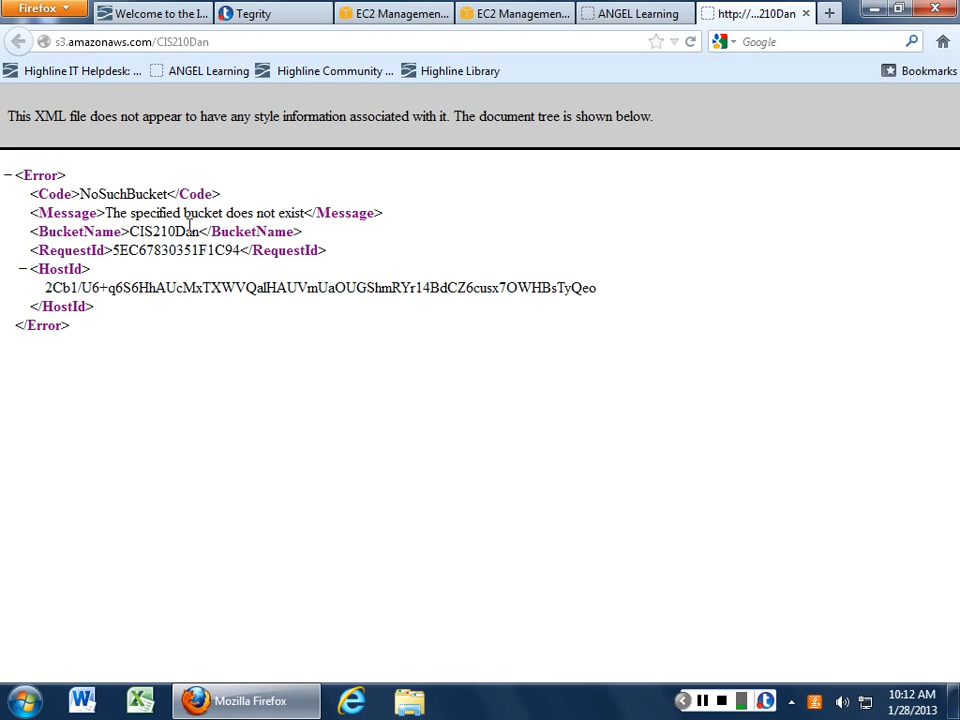 Firefox
Welcome to the I...
Tegrity
EC2 Managemen...
EC2 Managemen...
ANGEL Learning
http://...210Dan
s3.amazonaws.com/CIS210Dan
Google
Highline IT Helpdesk: ...
ANGEL Learning
Highline Community ...
Highline Library
Bookmarks
This XML file does not appear to have any style information associated with it. The document tree is shown below.
− <Error>
<Code>NoSuchBucket</Code>
<Message>The specified bucket does not exist</Message>
<BucketName>CIS210Dan</BucketName>
<RequestId>5EC67830351F1C94</RequestId>
− <HostId>
2Cb1/U6+q6S6HhAUcMxTXWVQalHAUVmUaOUGShmRYr14BdCZ6cusx7OWHBsTyQeo
</HostId>
</Error>
Mozilla Firefox
10:12 AM
1/28/2013